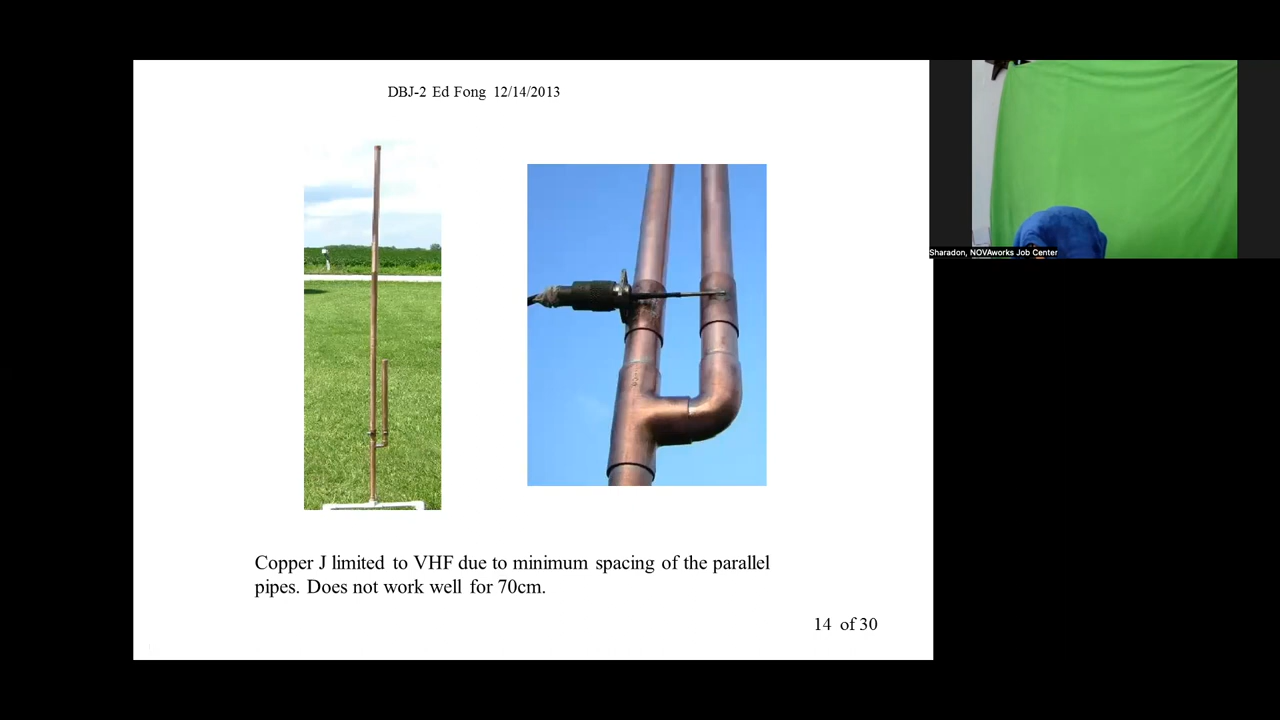 DBJ-2 Ed Fong 12/14/2013
Sharadon, NOVAworks Job Center
Copper J limited to VHF due to minimum spacing of the parallel
pipes. Does not work well for 70cm.
14 of 30